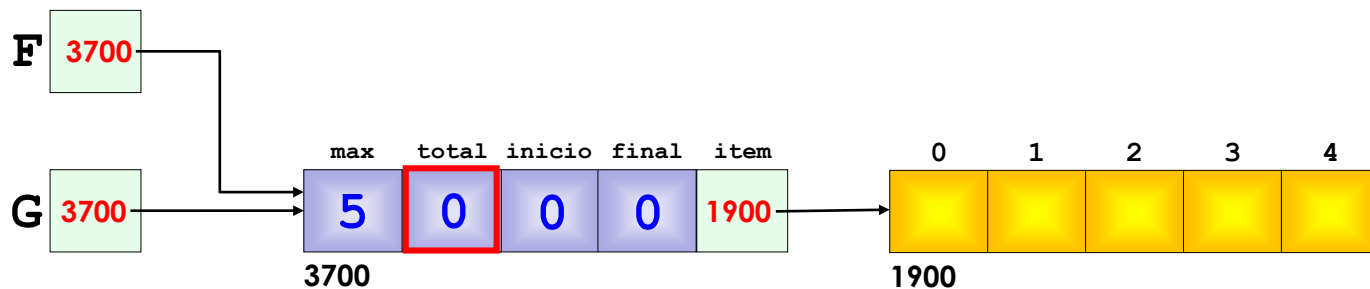 F 3700
max total inicio final item 0 1 2 3 4
G 3700 5 0 0 0 1900
3700 1900